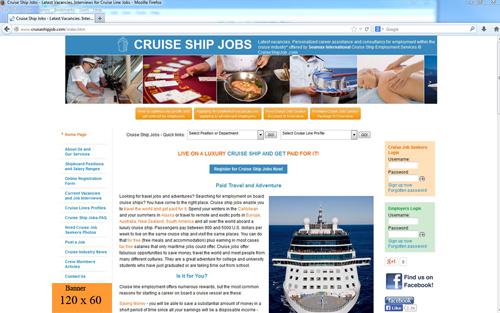 Cruise Ship Jobs - Latest Vacancies, Interviews for Cruise Line Jobs - Mozilla Firefox
Cruise Ship Jobs - Latest Vacancies, Interviews for...
www.cruiseshipjob.com/index.htm
CRUISE SHIP JOBS
Latest vacancies. Personalized career assistance and consultancy for employment within the
cruise industry* offered by Seamax International Cruise Ship Employment Services ©
CruiseShipJob.com
Home Page
Cruise Ship Jobs - Quick links:
Select Position or Department
GO!
Select Cruise Line Profile
GO!
About Us and
Our Services
Shipboard Positions
and Salary Ranges
Online Registration
Form
Current Vacancies
and Job Interviews
Cruise Lines Profiles
Cruise Ship Jobs FAQ
Need Cruise Job
Seekers Photos
Post a Job
Cruise Industry News
Crew Members
Articles
Contact Us
Banner
120 x 60
LIVE ON A LUXURY CRUISE SHIP AND GET PAID FOR IT!
Register for Cruise Ship Jobs Now!
Paid Travel and Adventure
Looking for travel jobs and adventures? Searching for employment on board
cruise ships? You have come to the right place. Cruise ship jobs enable you
to travel the world and get paid for it. Spend your winters in the Caribbean
and your summers in Alaska or travel to remote and exotic ports in Europe,
Australia, New Zealand, South America and all over the world aboard a
luxury cruise ship. Passengers pay between 800 and 5000 U.S. dollars per
week to live on the same cruise ship and visit the same places. You can do
that for free (free meals and accommodation) plus earning in most cases
tax free salaries that only maritime jobs could offer. Cruise jobs offer
fabulous opportunities to save money, travel the world and meet people from
many different cultures. They are a great adventure for college and university
students who have just graduated or are taking time out from school.
Is it for You?
Cruise line employment offers numerous rewards, but the most common
reasons for starting a career on board a cruise vessel are these:
Saving Money - you will be able to save a substantial amount of money in a
short period of time since all your earnings will be a disposable income -
Cruise Job Seekers
Login
Username
Password
Sign up now
Forgotten password
Employers Login
Username
Password
Sign up now
Forgotten password
+1
Find us on
Facebook!
facebook
Like